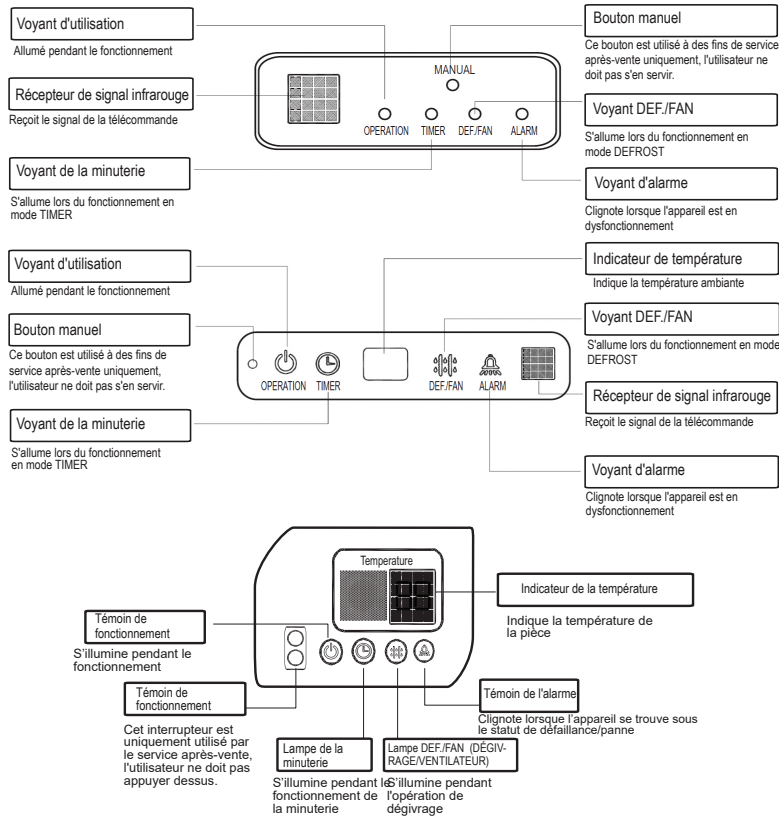 Voyant d'utilisation
Allumé pendant le fonctionnement
Récepteur de signal infrarouge
Reçoit le signal de la télécommande
Voyant de la minuterie
S'allume lors du fonctionnement en
mode TIMER
MANUAL
OPERATION TIMER DEF./FAN ALARM
Bouton manuel
Ce bouton est utilisé à des fins de service
après-vente uniquement, l'utilisateur ne
doit pas s'en servir.
Voyant DEF./FAN
S'allume lors du fonctionnement en
mode DEFROST
Voyant d'alarme
Clignote lorsque l'appareil est en
dysfonctionnement
Voyant d'utilisation
Allumé pendant le fonctionnement
Bouton manuel
Ce bouton est utilisé à des fins de
service après-vente uniquement,
l'utilisateur ne doit pas s'en servir.
Voyant de la minuterie
S'allume lors du fonctionnement
en mode TIMER
OPERATION TIMER DEF./FAN ALARM
Indicateur de température
Indique la température ambiante
Voyant DEF./FAN
S'allume lors du fonctionnement en mode
DEFROST
Récepteur de signal infrarouge
Reçoit le signal de la télécommande
Voyant d'alarme
Clignote lorsque l'appareil est en
dysfonctionnement
Temperature
Témoin de
fonctionnement
S'illumine pendant le
fonctionnement
Témoin de
fonctionnement
Cet interrupteur est
uniquement utilisé par
le service après-vente,
l'utilisateur ne doit pas
appuyer dessus.
Lampe de la
minuterie
S'illumine pendant le
fonctionnement de
la minuterie
Lampe DEF./FAN (DÉGIV-
RAGE/VENTILATEUR)
S'illumine pendant
l'opération de
dégivrage
Indicateur de la température
Indique la température de
la pièce
Témoin de l'alarme
Clignote lorsque l'appareil se trouve sous
le statut de défaillance/panne